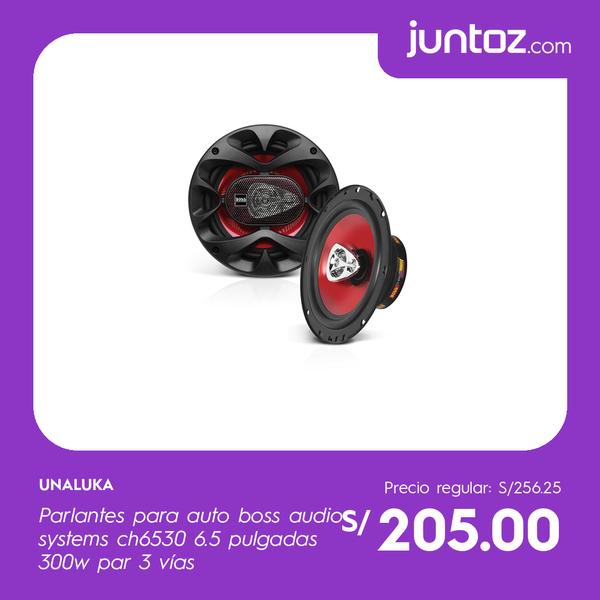 juntoz.com
BOSS
UNALUKA
Precio regular: S/256.25
Parlantes para auto boss audio
systems ch6530 6.5 pulgadas
300w par 3 vías
S/ 205.00